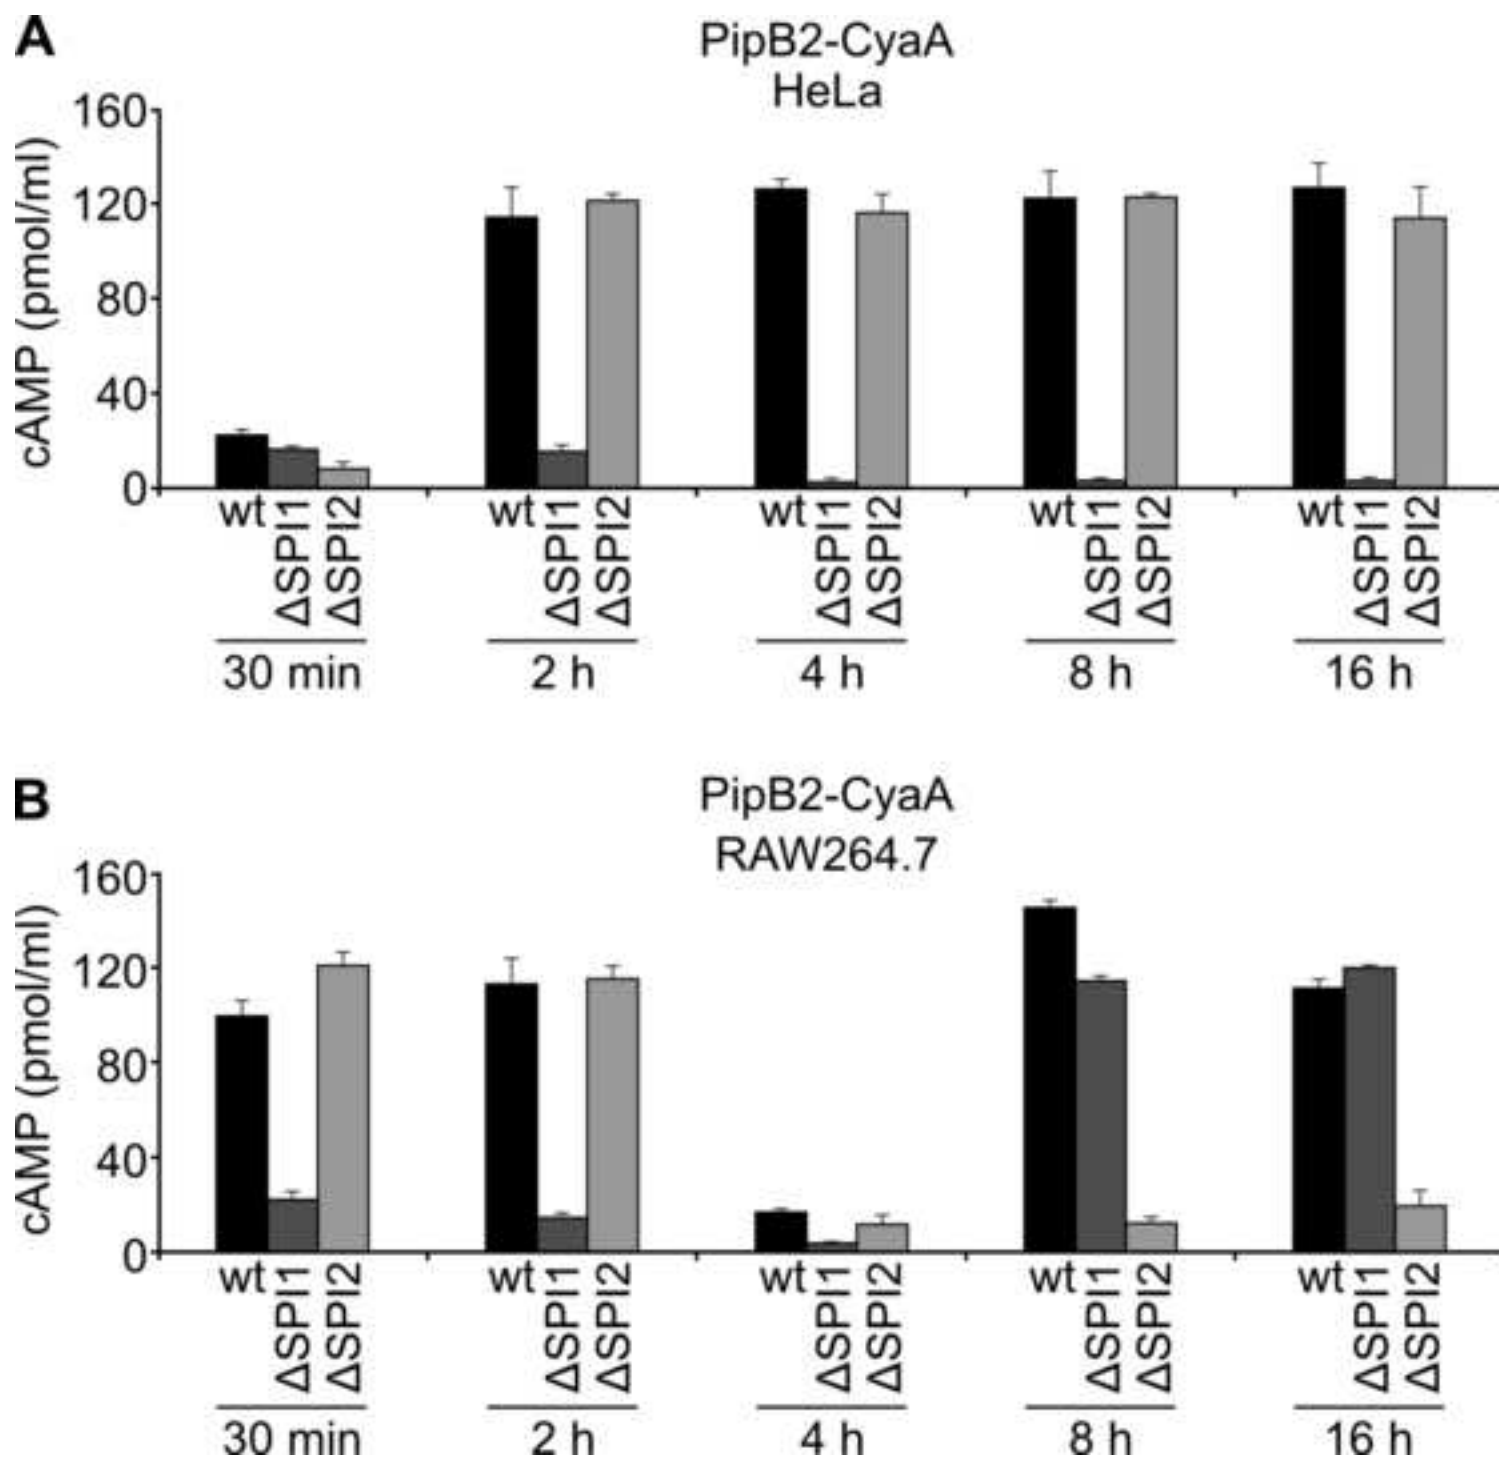 A
PipB2-CyaA
HeLa
cAMP (pmol/ml)
160
120
80
40
0
wt ΔSPI1 ΔSPI2 wt ΔSPI1 ΔSPI2 wt ΔSPI1 ΔSPI2 wt ΔSPI1 ΔSPI2 wt ΔSPI1 ΔSPI2
30 min 2 h 4 h 8 h 16 h
B
PipB2-CyaA
RAW264.7
cAMP (pmol/ml)
160
120
80
40
0
wt ΔSPI1 ΔSPI2 wt ΔSPI1 ΔSPI2 wt ΔSPI1 ΔSPI2 wt ΔSPI1 ΔSPI2 wt ΔSPI1 ΔSPI2
30 min 2 h 4 h 8 h 16 h